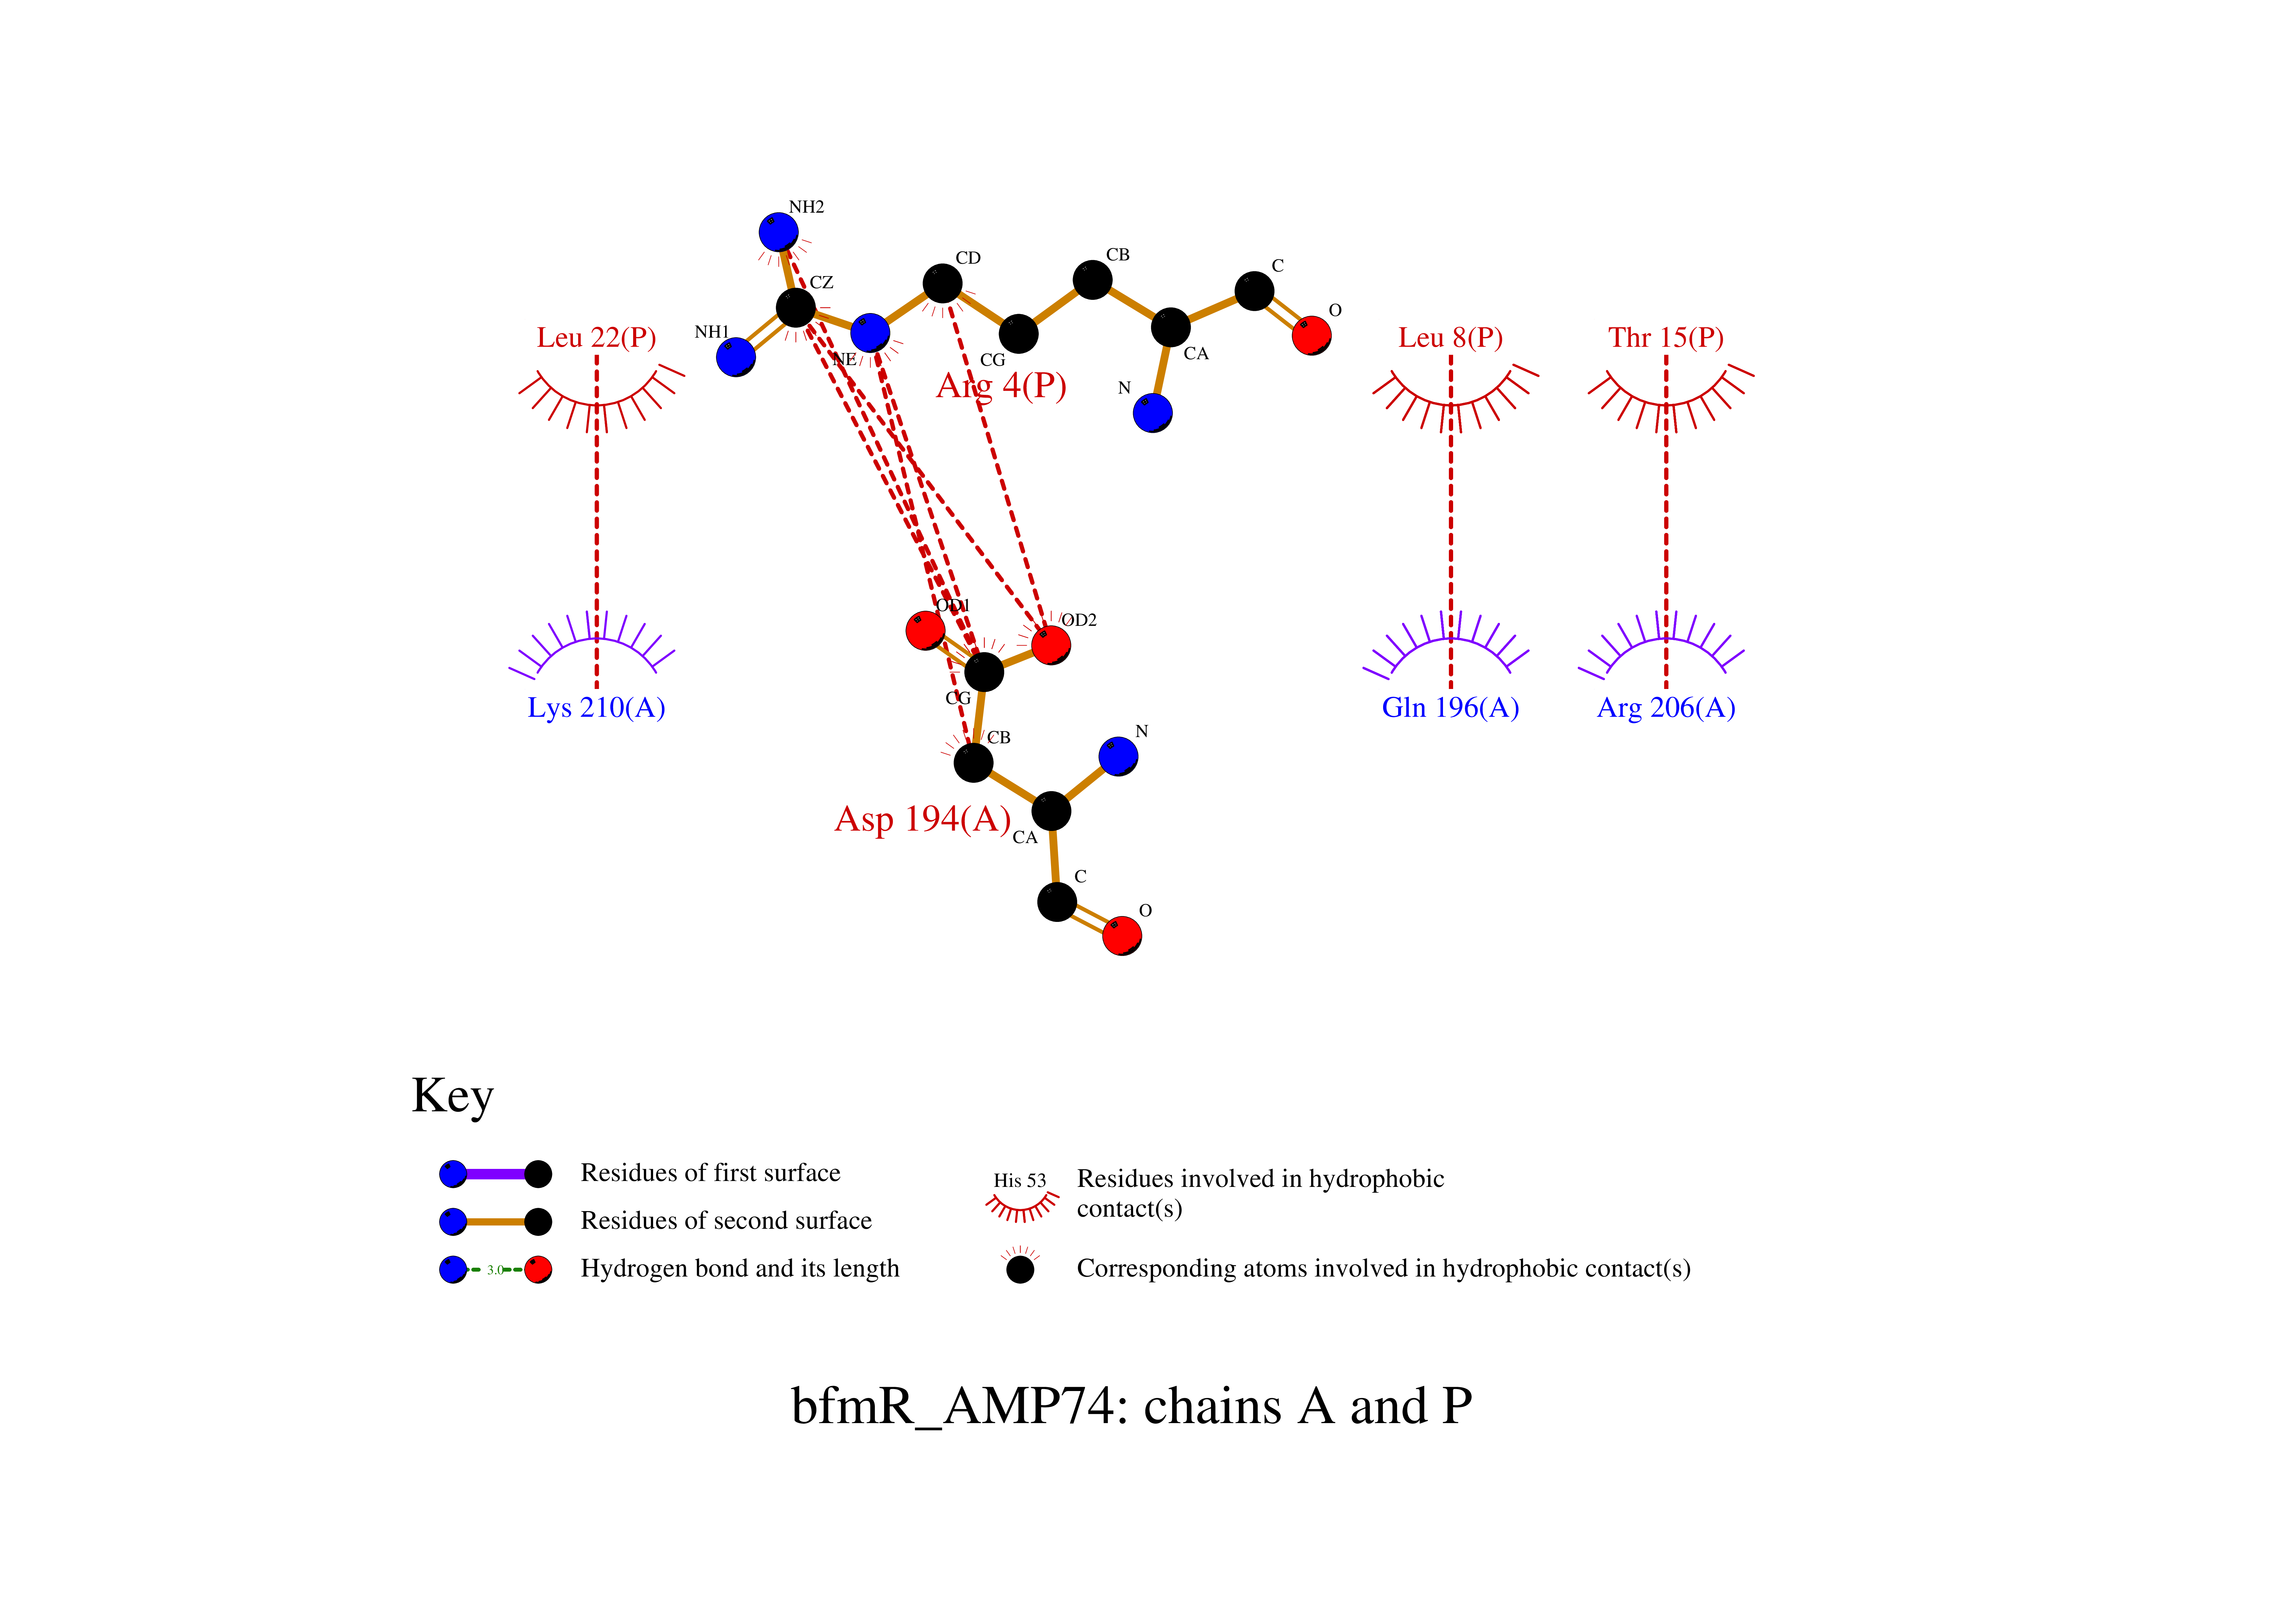 NH2
CD
CB
C
CZ
O
NH1
Leu 22(P)
NE
CG
CA
Leu 8(P)
Thr 15(P)
Arg 4(P)
N
OD1
OD2
CG
Lys 210(A)
Gln 196(A)
Arg 206(A)
CB
N
Asp 194(A)
CA
C
O
Key
Residues of first surface
Residues of second surface
3.0
Hydrogen bond and its length
His 53
Residues involved in hydrophobic
contact(s)
Corresponding atoms involved in hydrophobic contact(s)
bfmR_AMP74: chains A and P